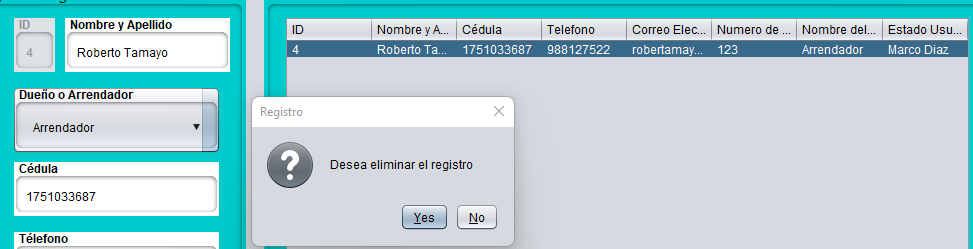 ID
Nombre y Apellido
4
Roberto Tamayo
Dueño o Arrendador
Arrendador
Cédula
1751033687
Télefono
ID Nombre y A... Cédula Telefono Correo Elec... Numero de ... Nombre del... Estado Usu...
4 Roberto Ta... 1751033687 988127522 robertamay... 123 Arrendador Marco Diaz
Registro
Desea eliminar el registro
Yes No